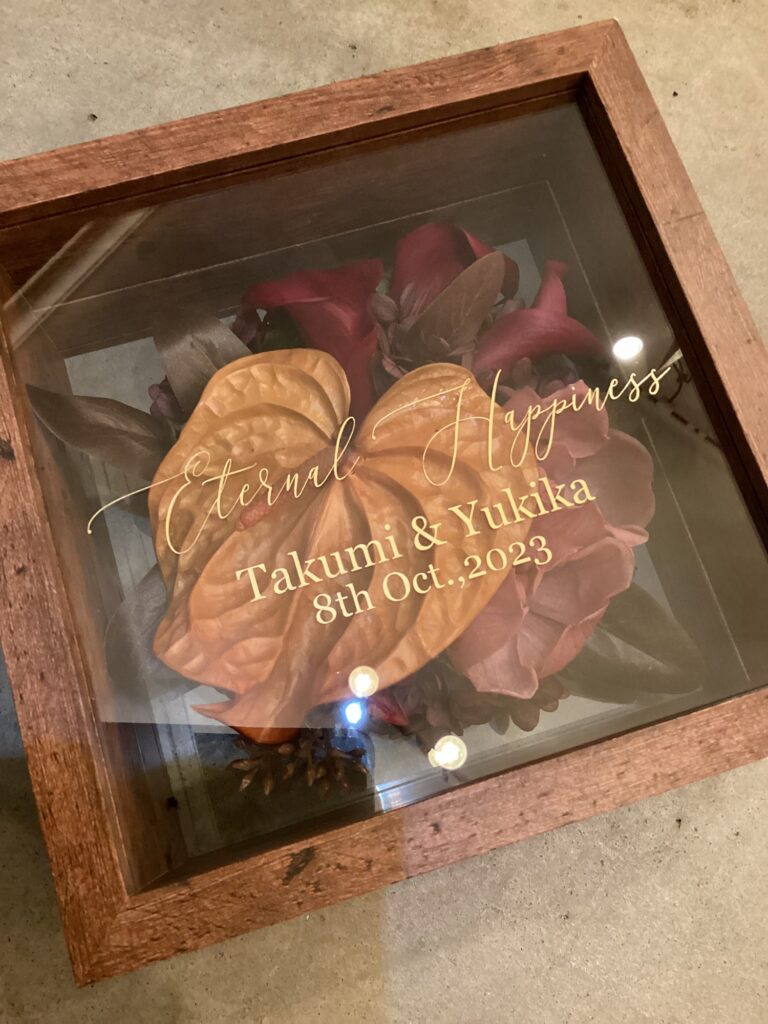 Eternal Happiness
Takumi & Yukika
8th Oct.,2023